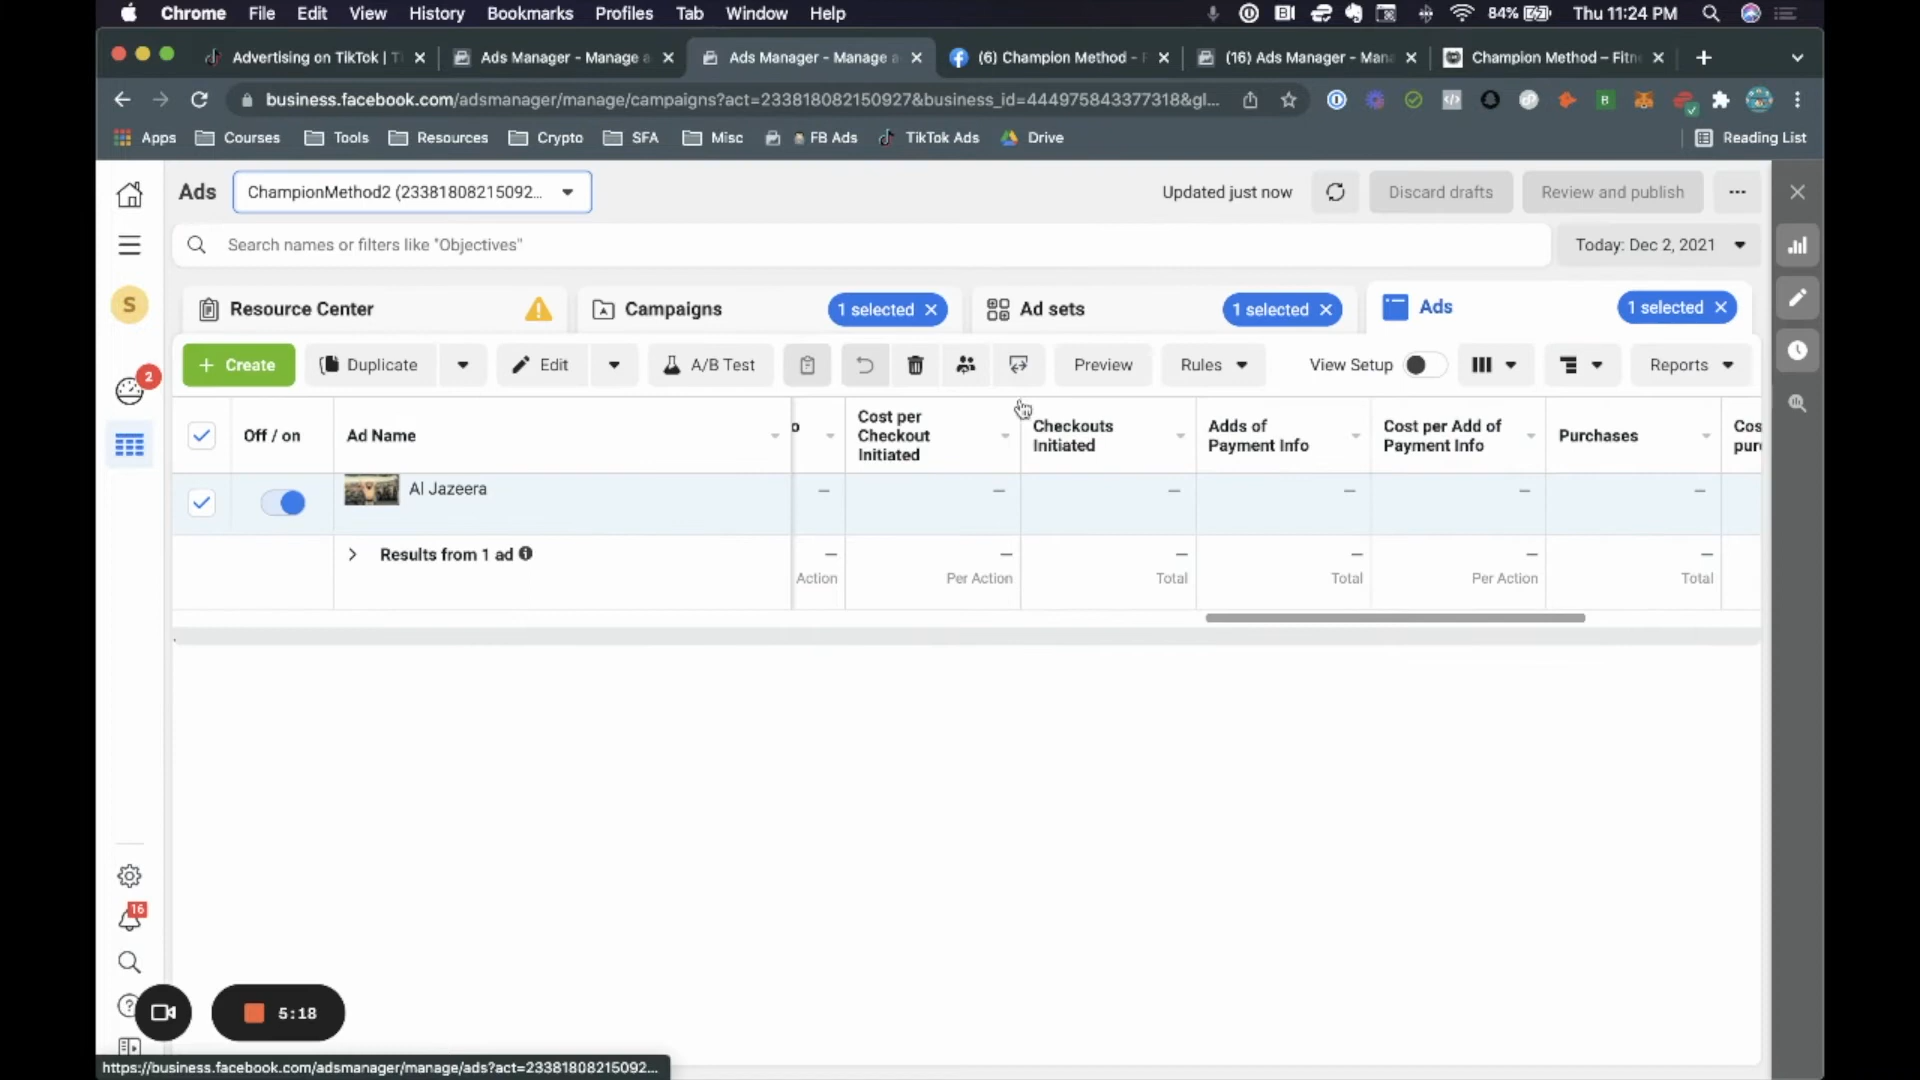 Chrome File Edit View History Bookmarks Profiles Tab Window Help 84% Thu 11:24 PM
Advertising on TikTok | Ads Manager - Manage a Ads Manager - Manage a (6) Champion Method - (16) Ads Manager - Man Champion Method – Fitn
business.facebook.com/adsmanager/manage/campaigns?act=233818082150927&business_id=444975843377318&gl...
Apps Courses Tools Resources Crypto SFA Misc FB Ads TikTok Ads Drive Reading List
Ads ChampionMethod2 (23381808215092... Updated just now Discard drafts Review and publish
Search names or filters like "Objectives" Today: Dec 2, 2021
Resource Center Campaigns 1 selected Ad sets 1 selected Ads 1 selected
S
+ Create Duplicate Edit A/B Test Preview Rules View Setup Reports
2
Off / on Ad Name o Cost per Checkout Initiated Checkouts Initiated Adds of Payment Info Cost per Add of Payment Info Purchases Cos pur
Al Jazeera — — — — — —
Results from 1 ad — — — — — —
Action Per Action Total Total Per Action Total
16
5:18
https://business.facebook.com/adsmanager/manage/ads?act=23381808215092...